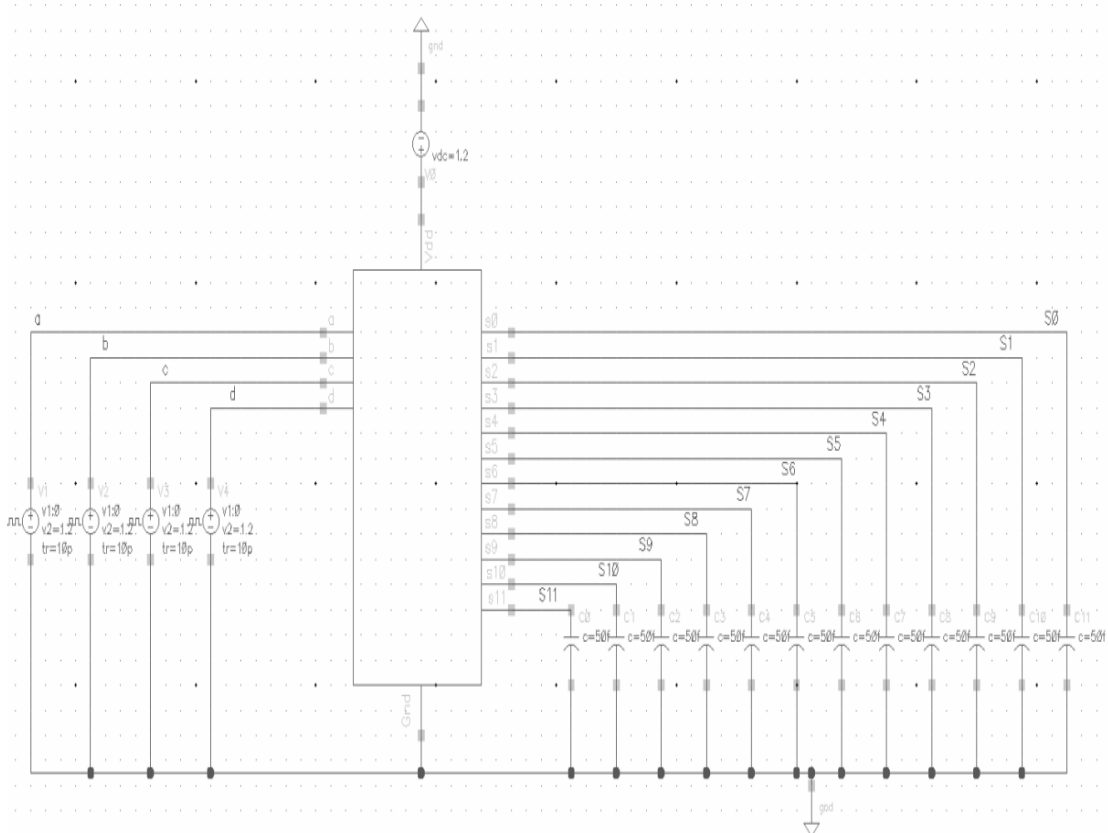 gnd
vdc=1.2
V0
Vdd
a a s0 S0
b b s1 S1
c c s2 S2
d d s3 S3
s4 S4
s5 S5
s6 S6
s7 S7
s8 S8
s9 S9
s10 S10
s11 S11
V1 V2 V3 V4
v1:0 v1:0 v1:0 v1:0
v2=1.2 v2=1.2 v2=1.2 v2=1.2
tr=10p tr=10p tr=10p tr=10p
C0 C1 C2 C3 C4 C5 C6 C7 C8 C9 C10 C11
c=50f c=50f c=50f c=50f c=50f c=50f c=50f c=50f c=50f c=50f c=50f c=50f
Gnd
gnd